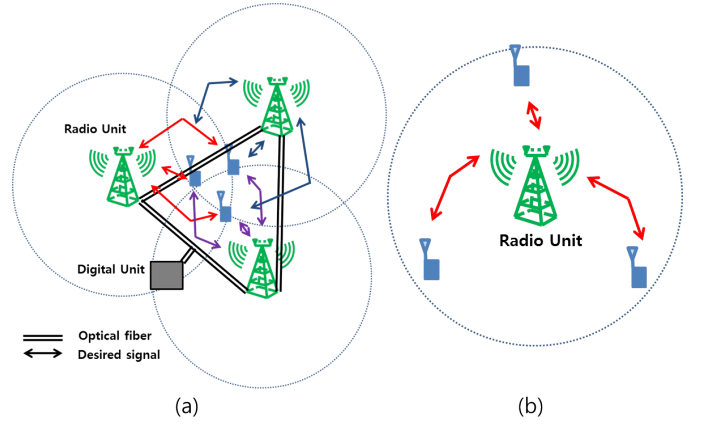 Radio Unit
Digital Unit
Optical fiber
Desired signal
(a)
Radio Unit
(b)